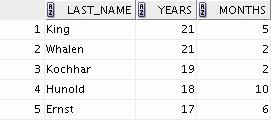 LAST_NAME YEARS MONTHS
1 King 21 5
2 Whalen 21 2
3 Kochhar 19 2
4 Hunold 18 10
5 Ernst 17 6